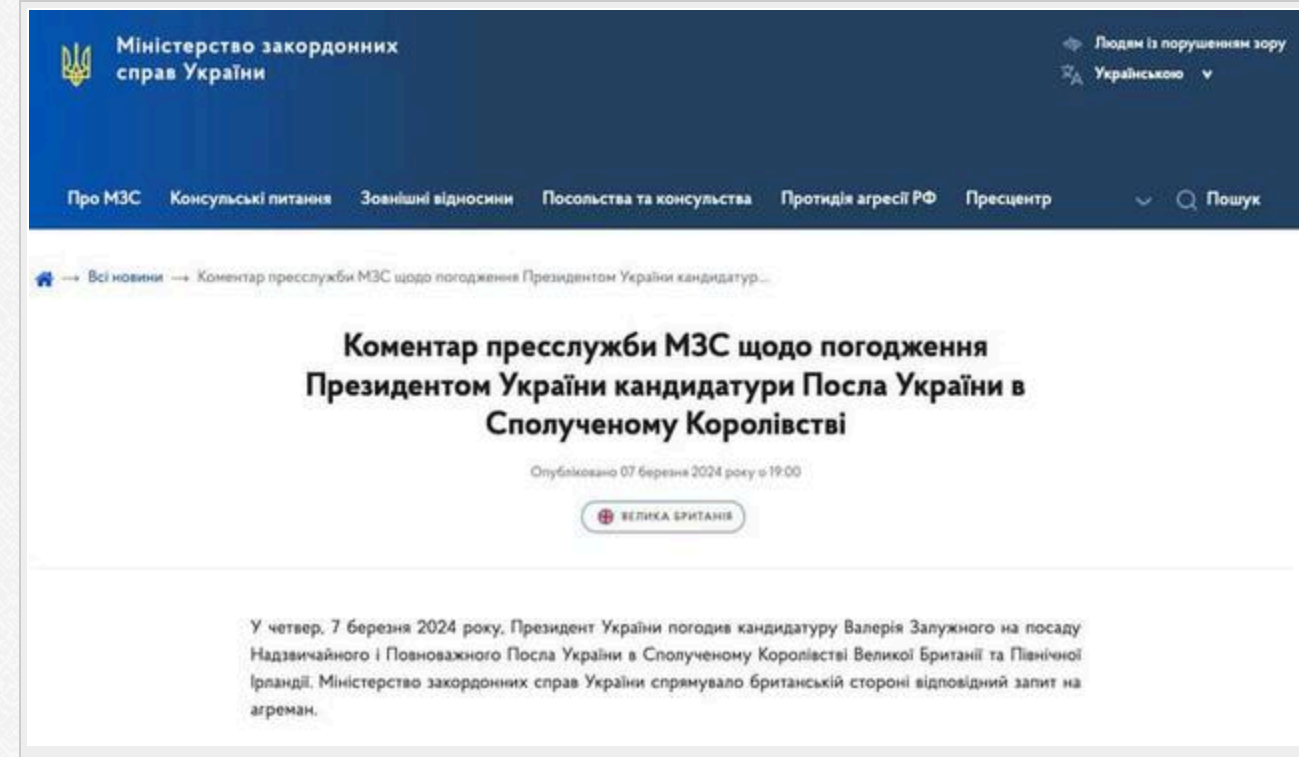 Міністерство закордонних
справ України
Людям із порушенням зору
Українською
Про МЗС Консульські питання Зовнішні відносини Посольства та консульства Протидія агресії РФ Пресцентр Пошук
→ Всі новини → Коментар пресслужби МЗС щодо погодження Президентом України кандидатур...
Коментар пресслужби МЗС щодо погодження
Президентом України кандидатури Посла України в
Сполученому Королівстві
Опубліковано 07 березня 2024 року о 19:00
ВЕЛИКА БРИТАНІЯ
У четвер, 7 березня 2024 року, Президент України погодив кандидатуру Валерія Залужного на посаду
Надзвичайного і Повноважного Посла України в Сполученому Королівстві Великої Британії та Північної
Ірландії. Міністерство закордонних справ України спрямувало британській стороні відповідний запит на
агреман.